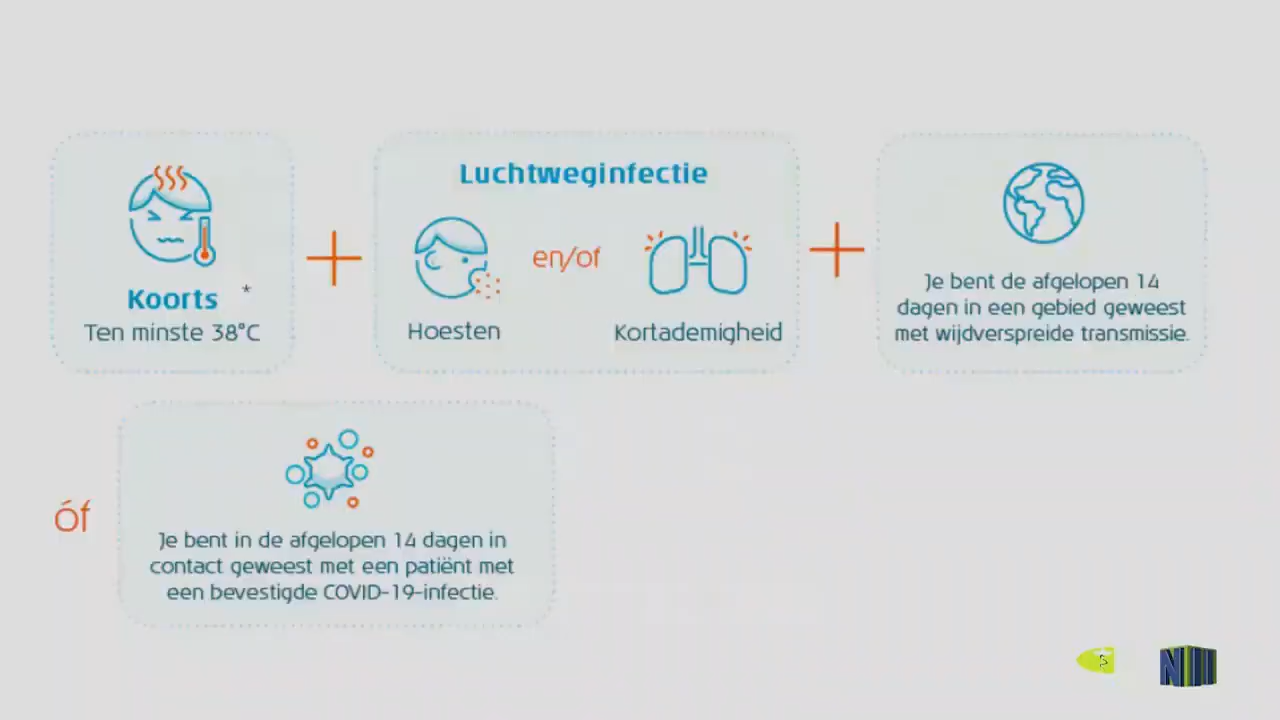 Koorts *
Ten minste 38°C
Luchtweginfectie
Hoesten
en/of
Kortademigheid
Je bent de afgelopen 14
dagen in een gebied geweest
met wijdverspreide transmissie.
óf
Je bent in de afgelopen 14 dagen in
contact geweest met een patiënt met
een bevestigde COVID-19-infectie.